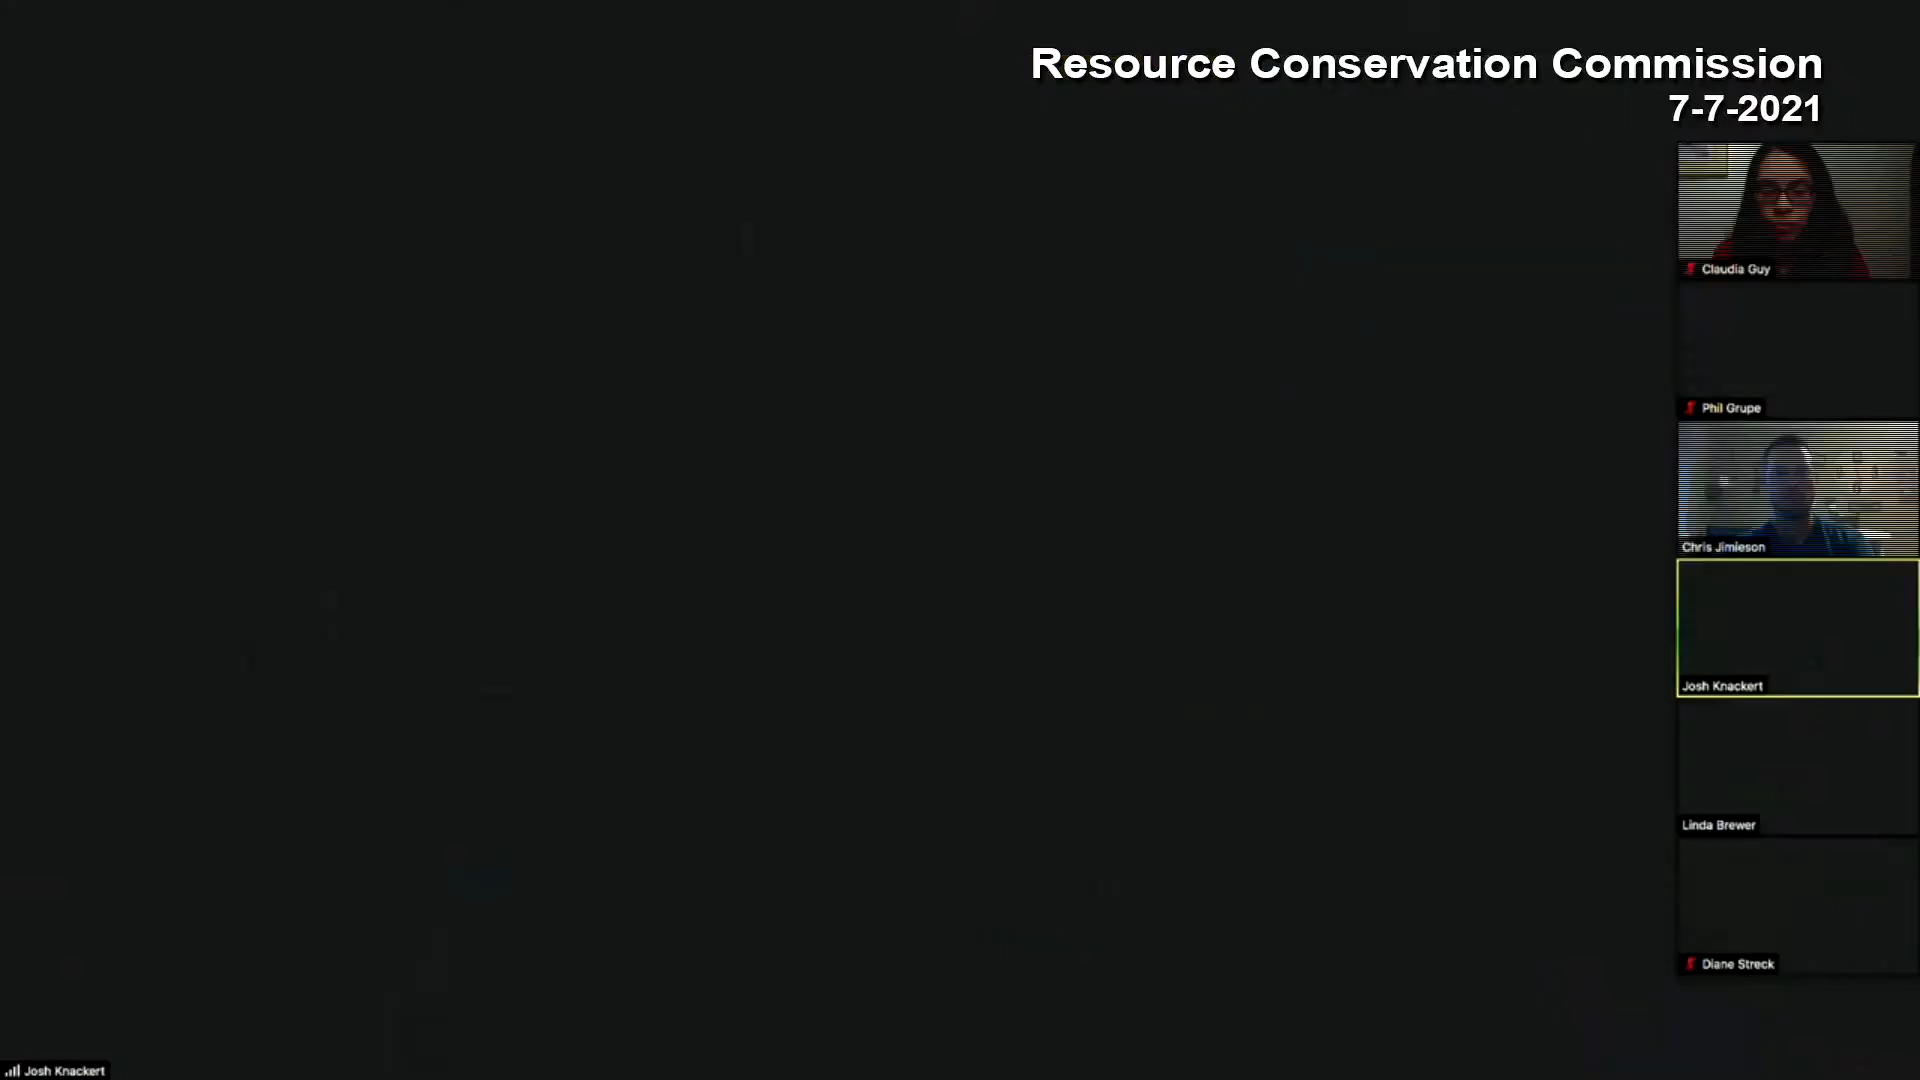 Resource Conservation Commission
7-7-2021
Claudia Guy
Phil Grupe
Chris Jimieson
Josh Knackert
Linda Brewer
Diane Streck
Josh Knackert